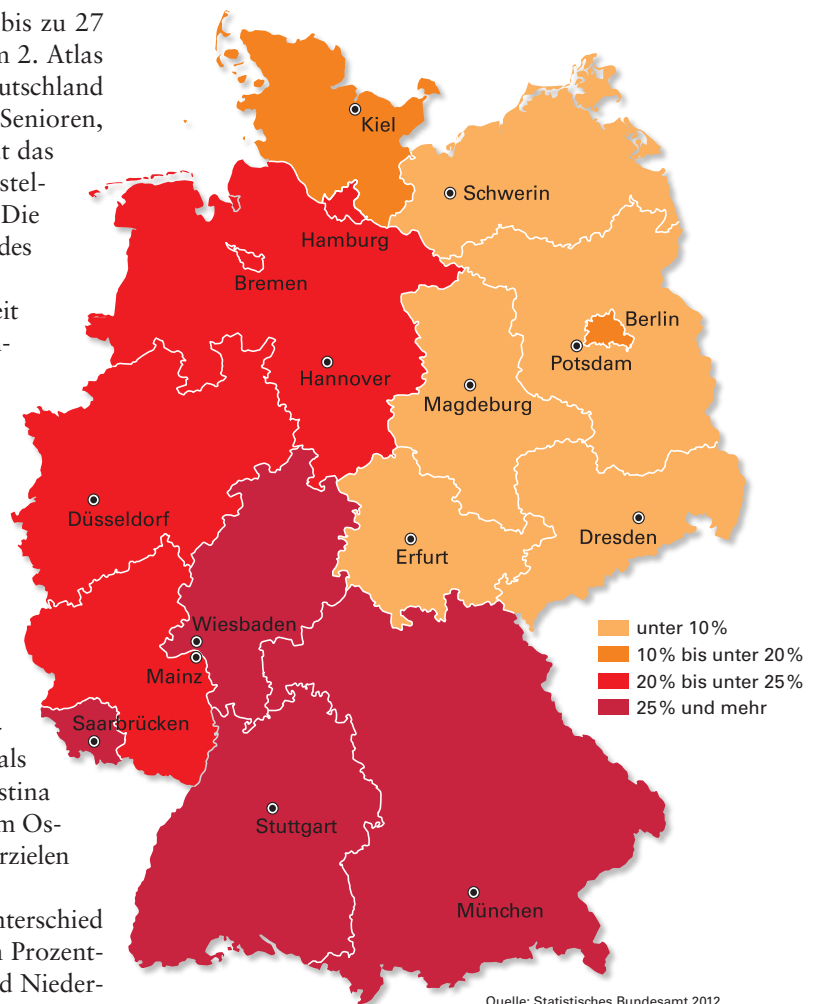 bis zu 27
2. Atlas
utschland
Senioren,
t das
stel-
Die
des
eit
als
stina
m Os-
rzielen
nterschied
Prozent-
d Nieder-
Kiel
Schwerin
Hamburg
Bremen
Berlin
Potsdam
Hannover
Magdeburg
Düsseldorf
Dresden
Erfurt
Wiesbaden
Mainz
Saarbrücken
Stuttgart
München
unter 10%
10% bis unter 20%
20% bis unter 25%
25% und mehr
Quelle: Statistisches Bundesamt 2012